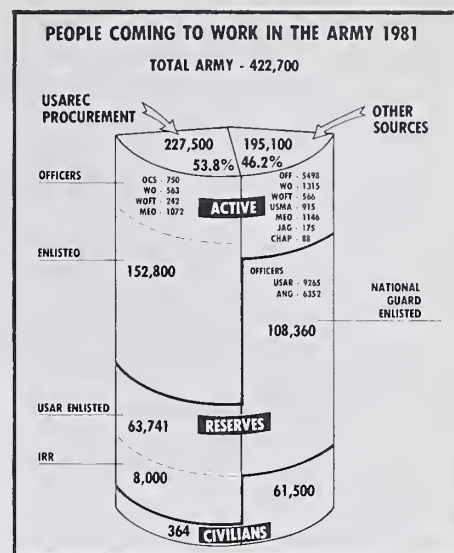 PEOPLE COMING TO WORK IN THE ARMY 1981
TOTAL ARMY - 422,700
USAREC
PROCUREMENT
OTHER
SOURCES
227,500
53.8%
195,100
46.2%
OFFICERS
OCS - 750
WO - 563
WOFT - 242
MEO - 1072
ACTIVE
OFF - 5498
WO - 1315
WOFT - 566
USMA - 915
MEO - 1146
JAG - 175
CHAP - 88
ENLISTEO
152,800
OFFICERS
USAR - 9265
ANG - 6352
108,360
NATIONAL
GUARD
ENLISTED
USAR ENLISTED
63,741
RESERVES
IRR
8,000
61,500
364
CIVILIANS